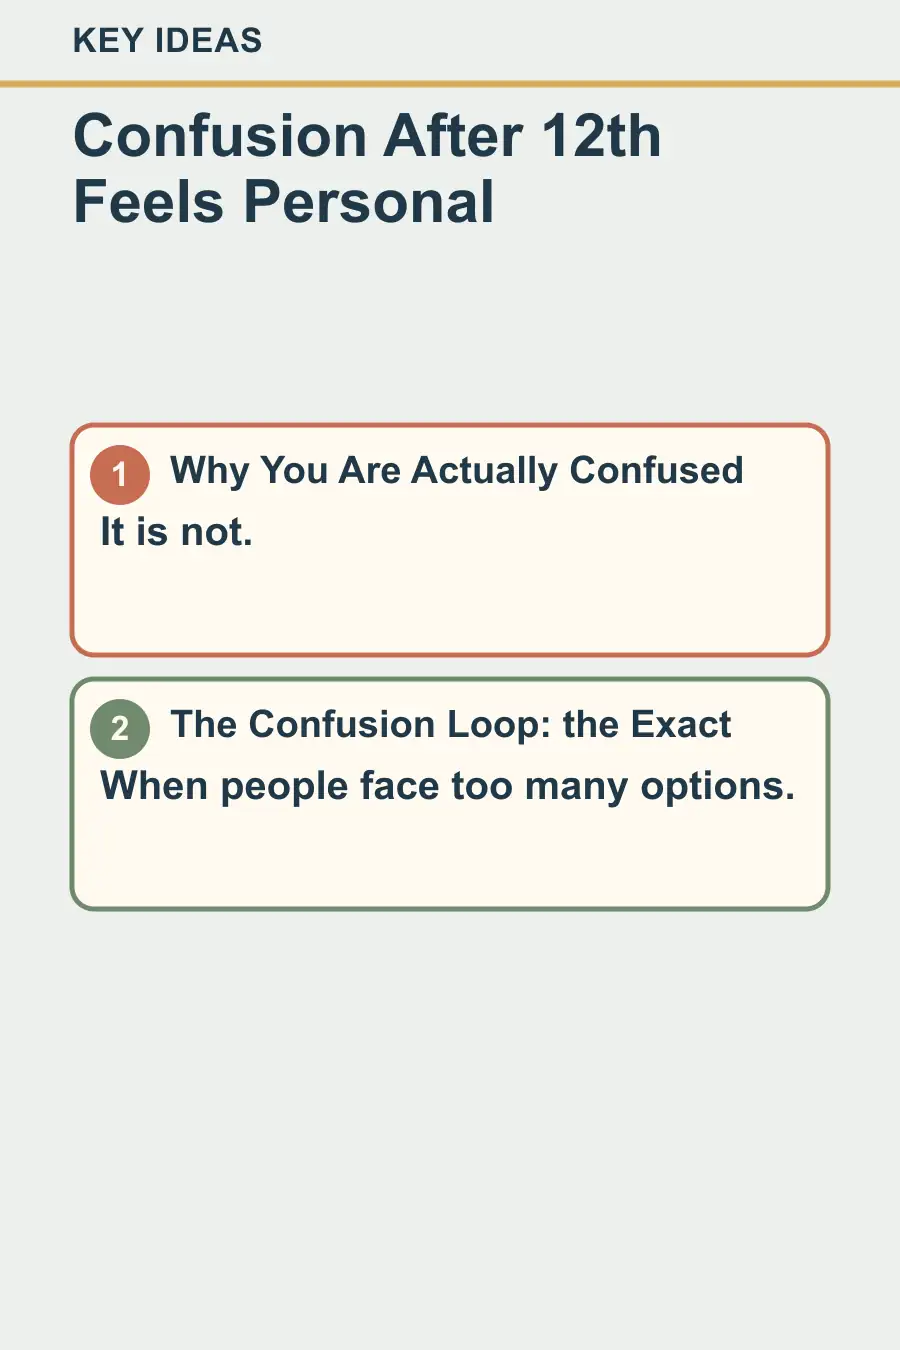 KEY IDEAS
Confusion After 12th
Feels Personal
1 Why You Are Actually Confused
It is not.
2 The Confusion Loop: the Exact
When people face too many options.